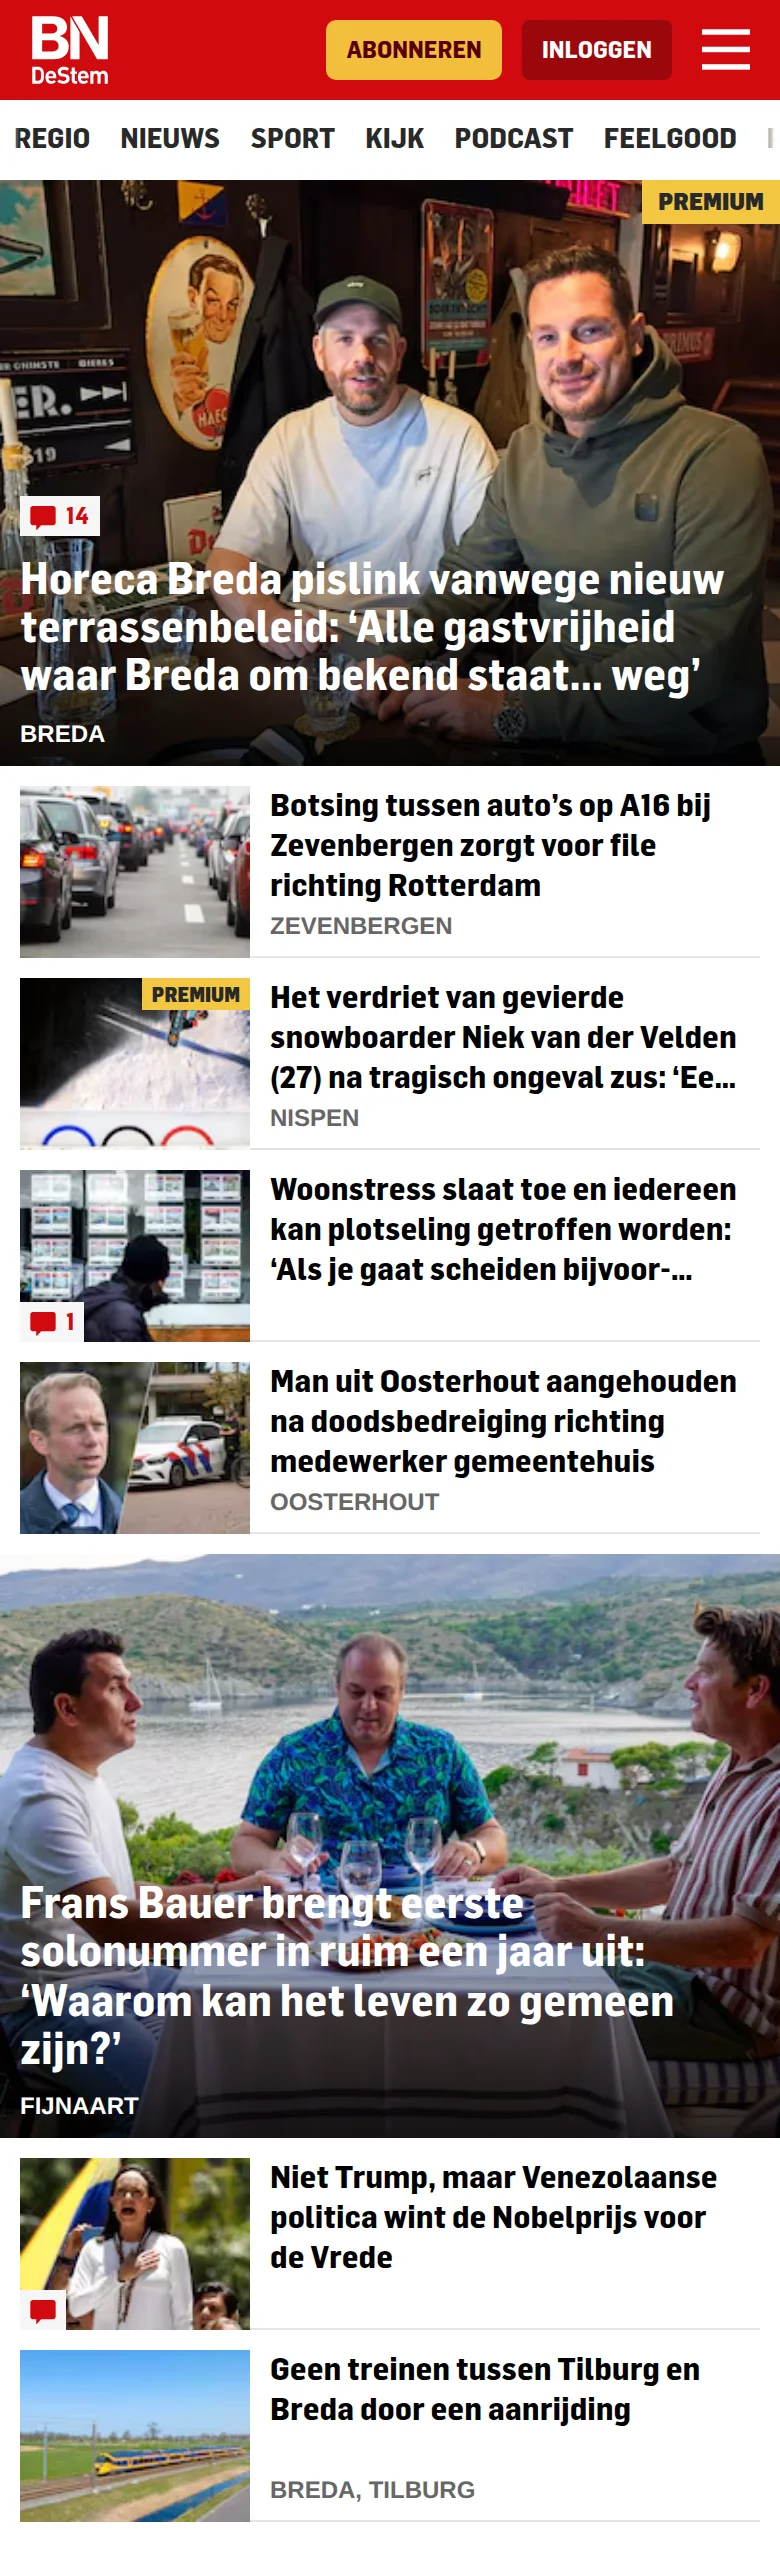 BN
DeStem
ABONNEREN
INLOGGEN
REGIO NIEUWS SPORT KIJK PODCAST FEELGOOD
PREMIUM
HAEC
ER.
14
Horeca Breda pislink vanwege nieuw
terrassenbeleid: ‘Alle gastvrijheid
waar Breda om bekend staat... weg’
BREDA
Botsing tussen auto’s op A16 bij
Zevenbergen zorgt voor file
richting Rotterdam
ZEVENBERGEN
PREMIUM
Het verdriet van gevierde
snowboarder Niek van der Velden
(27) na tragisch ongeval zus: ‘Ee...
NISPEN
Woonstress slaat toe en iedereen
kan plotseling getroffen worden:
‘Als je gaat scheiden bijvoor-...
1
Man uit Oosterhout aangehouden
na doodsbedreiging richting
medewerker gemeentehuis
OOSTERHOUT
Frans Bauer brengt eerste
solonummer in ruim een jaar uit:
‘Waarom kan het leven zo gemeen
zijn?’
FIJNAART
Niet Trump, maar Venezolaanse
politica wint de Nobelprijs voor
de Vrede
Geen treinen tussen Tilburg en
Breda door een aanrijding
BREDA, TILBURG